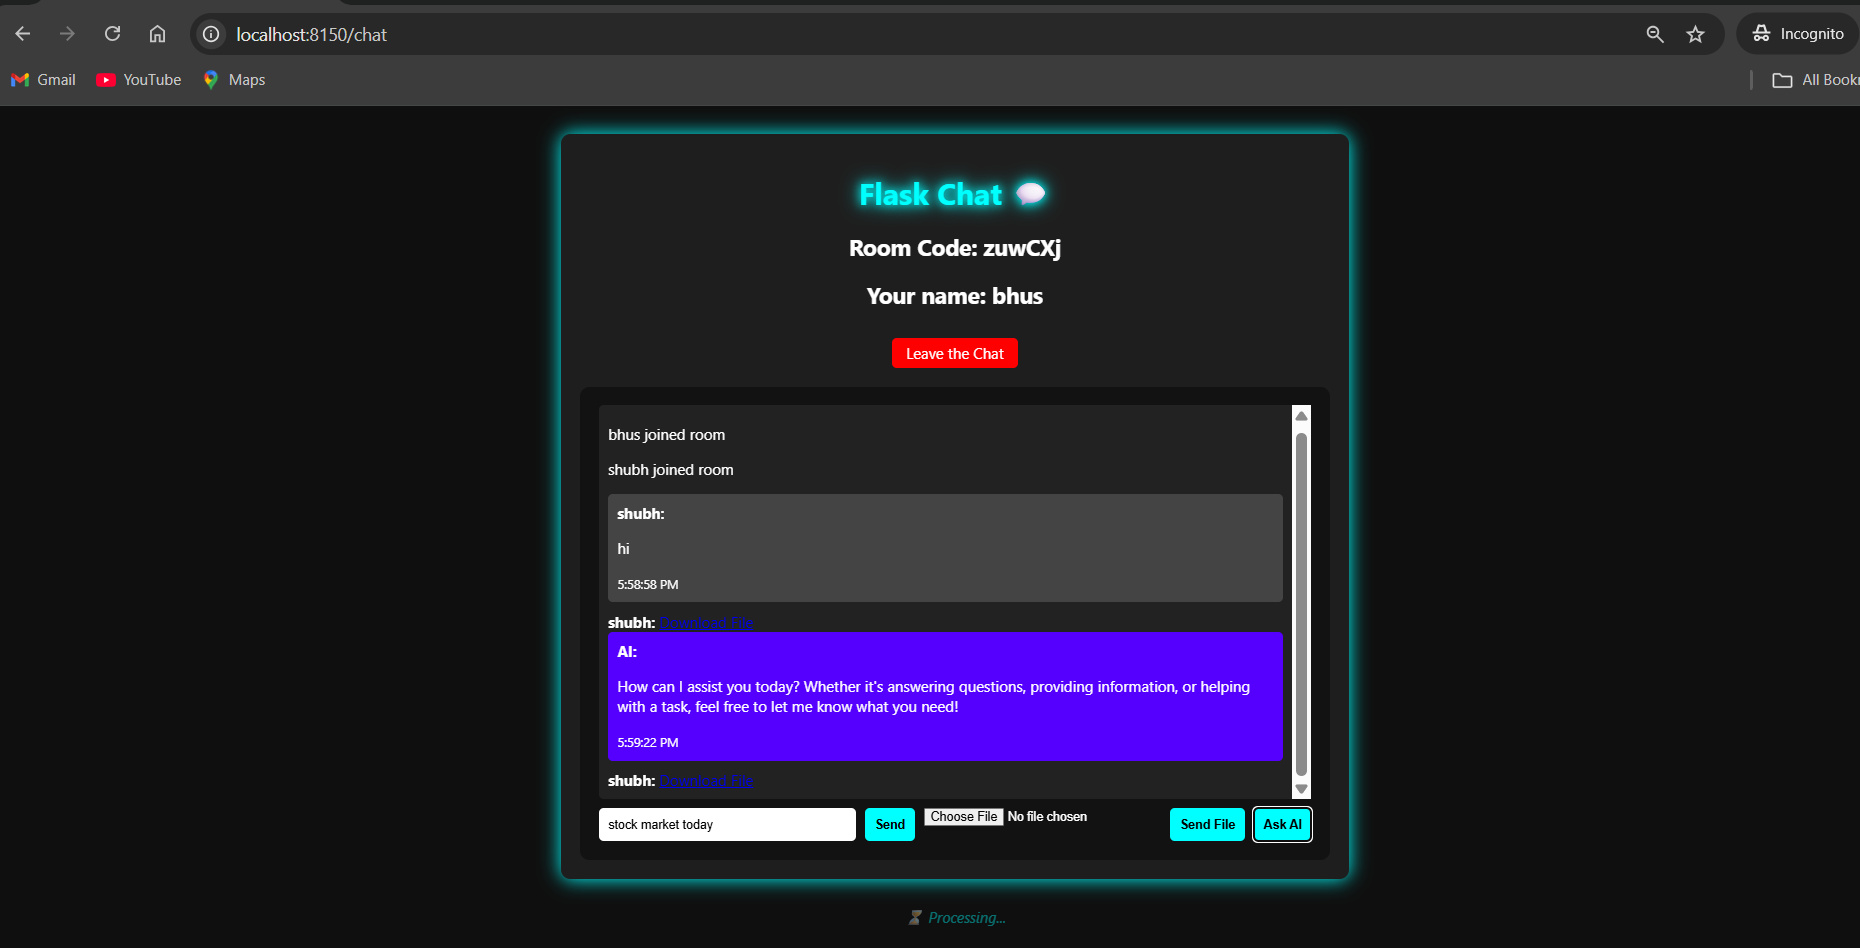 localhost:8150/chat
Incognito
Gmail
YouTube
Maps
All Book
Flask Chat
Room Code: zuwCXj
Your name: bhus
Leave the Chat
bhus joined room
shubh joined room
shubh:
hi
5:58:58 PM
shubh: Download File
AI:
How can I assist you today? Whether it's answering questions, providing information, or helping
with a task, feel free to let me know what you need!
5:59:22 PM
shubh: Download File
stock market today
Send
Choose File No file chosen
Send File
Ask AI
Processing...